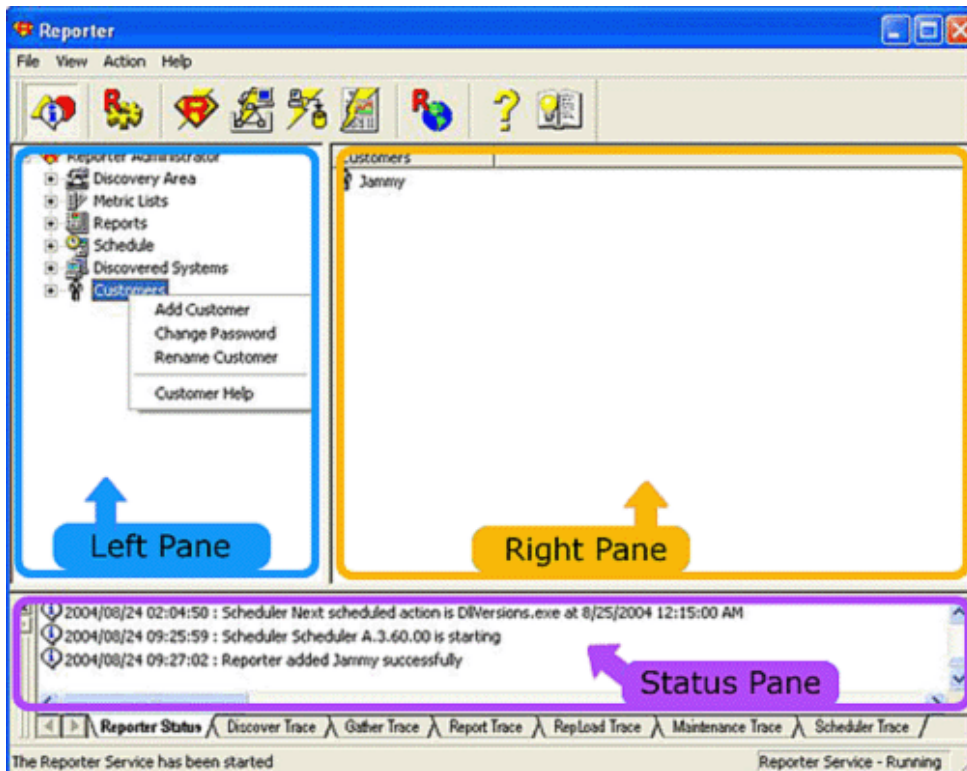 Reporter
File View Action Help
Reporter Administrator
Discovery Area
Metric Lists
Reports
Schedule
Discovered Systems
Customers
Add Customer
Change Password
Rename Customer
Customer Help
Left Pane
Customers
Jammy
Right Pane
2004/08/24 02:04:50 : Scheduler Next scheduled action is DllVersions.exe at 8/25/2004 12:15:00 AM
2004/08/24 09:25:59 : Scheduler Scheduler A.3.60.00 is starting
2004/08/24 09:27:02 : Reporter added Jammy successfully
Status Pane
Reporter Status Discover Trace Gather Trace Report Trace RepLoad Trace Maintenance Trace Scheduler Trace
The Reporter Service has been started
Reporter Service - Running